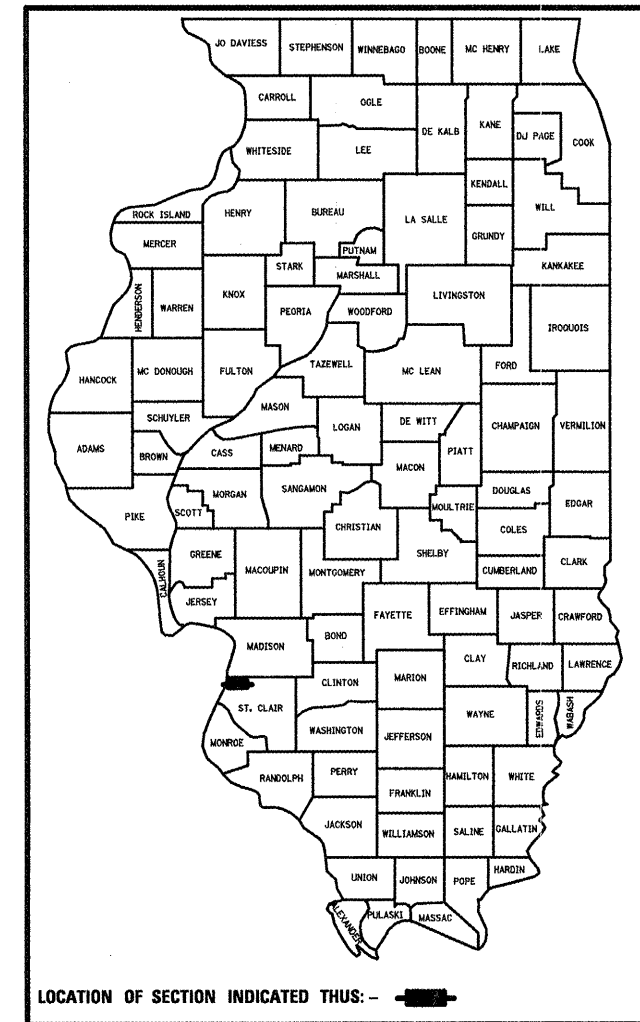 JO DAVIESS STEPHENSON WINNEBAGO BOONE MC HENRY LAKE
CARROLL OGLE DE KALB KANE DU PAGE COOK
WHITESIDE LEE KENDALL WILL
ROCK ISLAND HENRY BUREAU LA SALLE GRUNDY
MERCER PUTNAM KANKAKEE
STARK MARSHALL
HENDERSON WARREN KNOX PEORIA WOODFORD LIVINGSTON IROQUOIS
HANCOCK MC DONOUGH FULTON TAZEWELL MC LEAN FORD
SCHUYLER MASON LOGAN DE WITT CHAMPAIGN VERMILION
ADAMS BROWN CASS MENARD MACON PIATT
PIKE SCOTT MORGAN SANGAMON MOULTRIE DOUGLAS EDGAR
CHRISTIAN COLES
CALHOUN GREENE MACOUPIN MONTGOMERY SHELBY CUMBERLAND CLARK
JERSEY FAYETTE EFFINGHAM JASPER CRAWFORD
MADISON BOND CLAY RICHLAND LAWRENCE
CLINTON MARION
ST. CLAIR WAYNE EDWARDS WABASH
MONROE WASHINGTON JEFFERSON
RANDOLPH PERRY HAMILTON WHITE
FRANKLIN
JACKSON WILLIAMSON SALINE GALLATIN
UNION JOHNSON POPE HARDIN
ALEXANDER PULASKI MASSAC
LOCATION OF SECTION INDICATED THUS: -